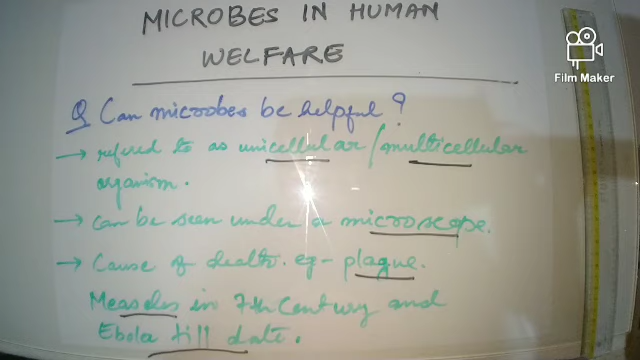 MICROBES IN HUMAN
WELFARE
Film Maker
Q Can microbes be helpful?
→ refered to as unicellular/multicellular
organism.
→ can be seen under a microscope.
→ Cause of death. eg- plague.
Measles in 7th Century and
Ebola till date.